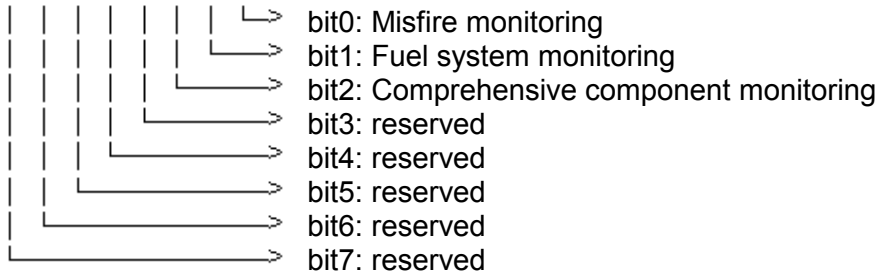 bit0: Misfire monitoring
bit1: Fuel system monitoring
bit2: Comprehensive component monitoring
bit3: reserved
bit4: reserved
bit5: reserved
bit6: reserved
bit7: reserved